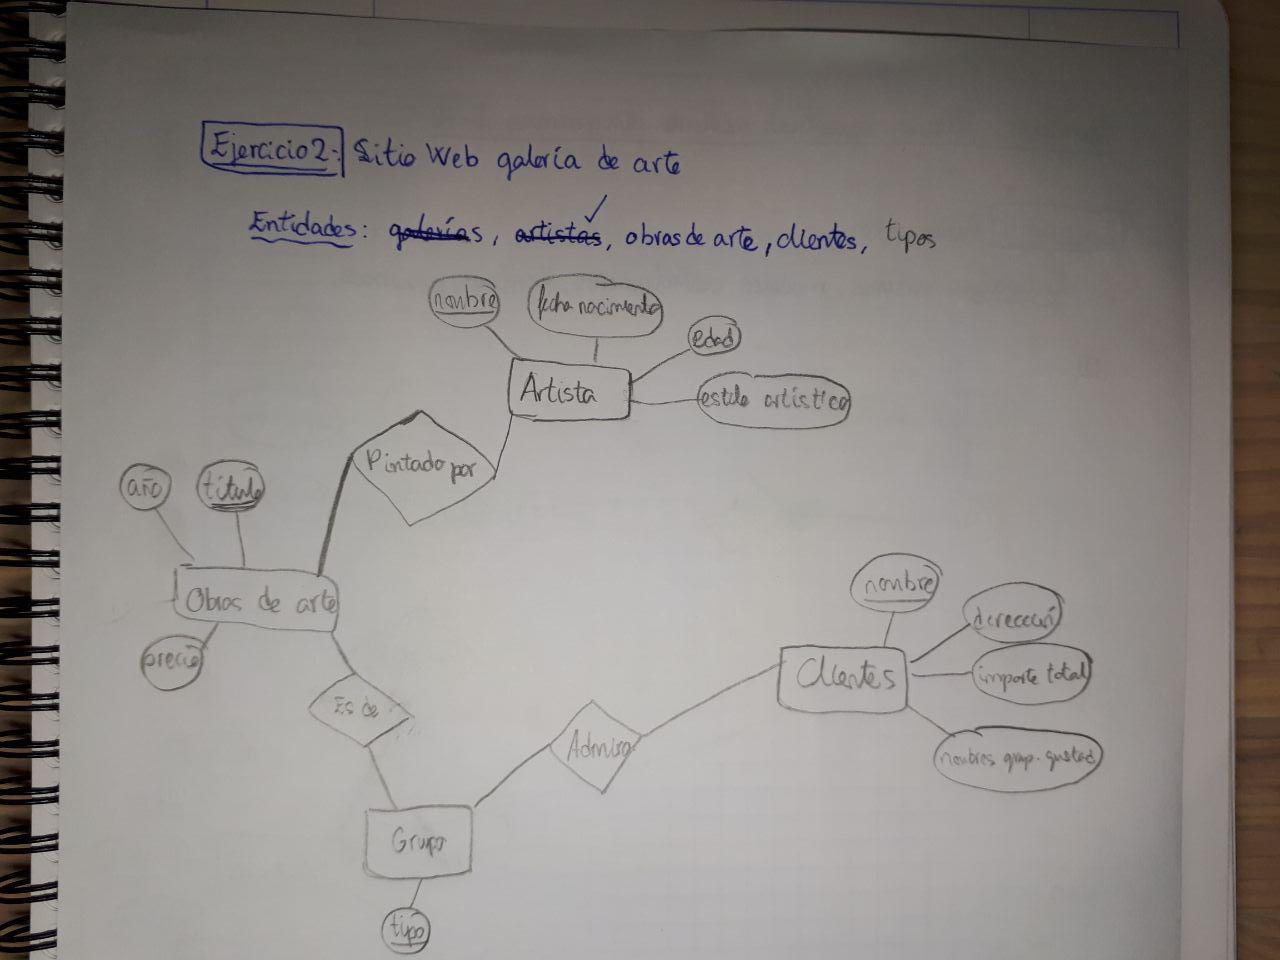 Ejercicio 2: Sitio Web galería de arte
Entidades: galerías, artistas, obras de arte, clientes, tipos
nombre
fecha nacimiento
edad
Artista
estilo artístico
Pintado por
año
título
Obras de arte
precio
nombre
dirección
Clientes
importe total
nombres grup. gustad
Es de
Admira
Grupo
tipo